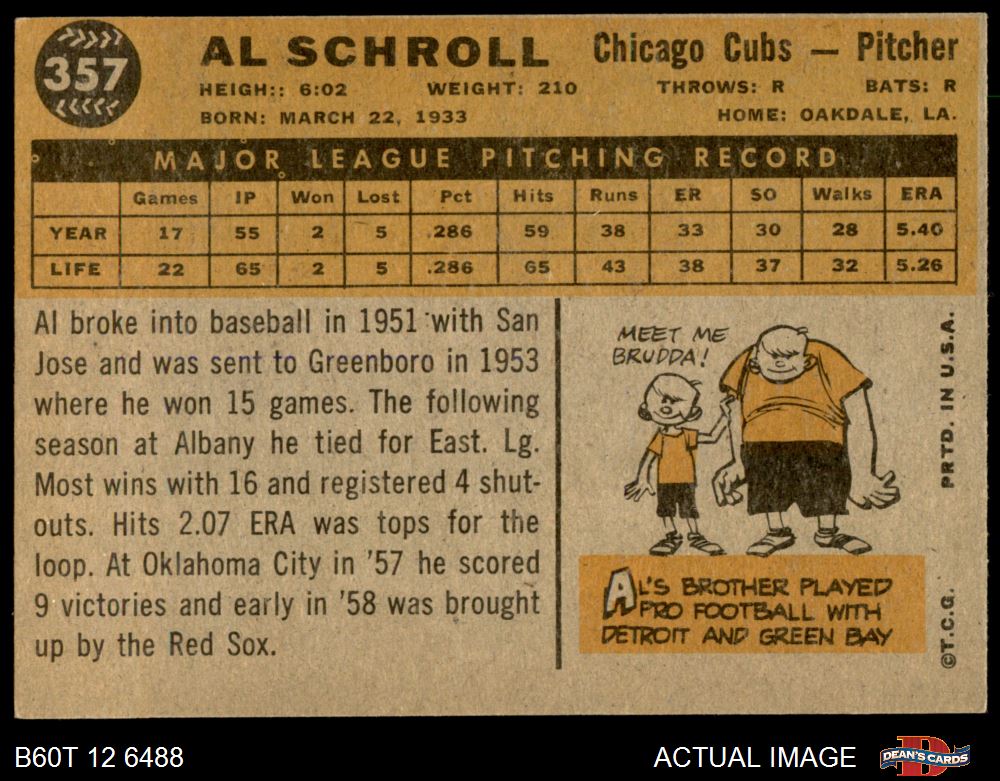 357
AL SCHROLL Chicago Cubs — Pitcher
HEIGH:: 6:02 WEIGHT: 210 THROWS: R BATS: R
BORN: MARCH 22, 1933 HOME: OAKDALE, LA.
MAJOR LEAGUE PITCHING RECORD
Games IP Won Lost Pct Hits Runs ER SO Walks ERA
YEAR 17 55 2 5 .286 59 38 33 30 28 5.40
LIFE 22 65 2 5 .286 65 43 38 37 32 5.26
Al broke into baseball in 1951 with San
Jose and was sent to Greenboro in 1953
where he won 15 games. The following
season at Albany he tied for East. Lg.
Most wins with 16 and registered 4 shut-
outs. Hits 2.07 ERA was tops for the
loop. At Oklahoma City in '57 he scored
9 victories and early in '58 was brought
up by the Red Sox.
MEET ME
BRUDDA!
AL'S BROTHER PLAYED
PRO FOOTBALL WITH
DETROIT AND GREEN BAY
©T.C.G. PRTD. IN U.S.A.
B60T 12 6488 ACTUAL IMAGE DEAN'S CARDS